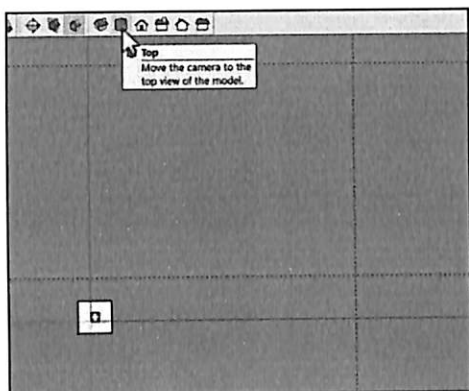 Top
Move the camera to the
top view of the model.